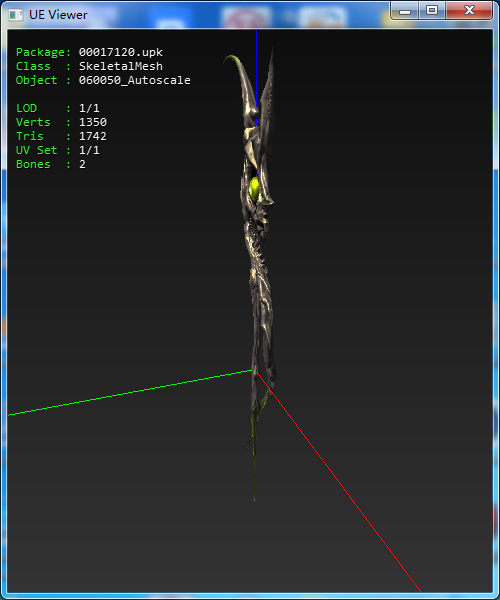 UE Viewer
Package: 00017120.upk
Class  : SkeletalMesh
Object : 060050_Autoscale
LOD    : 1/1
Verts  : 1350
Tris   : 1742
UV Set : 1/1
Bones  : 2